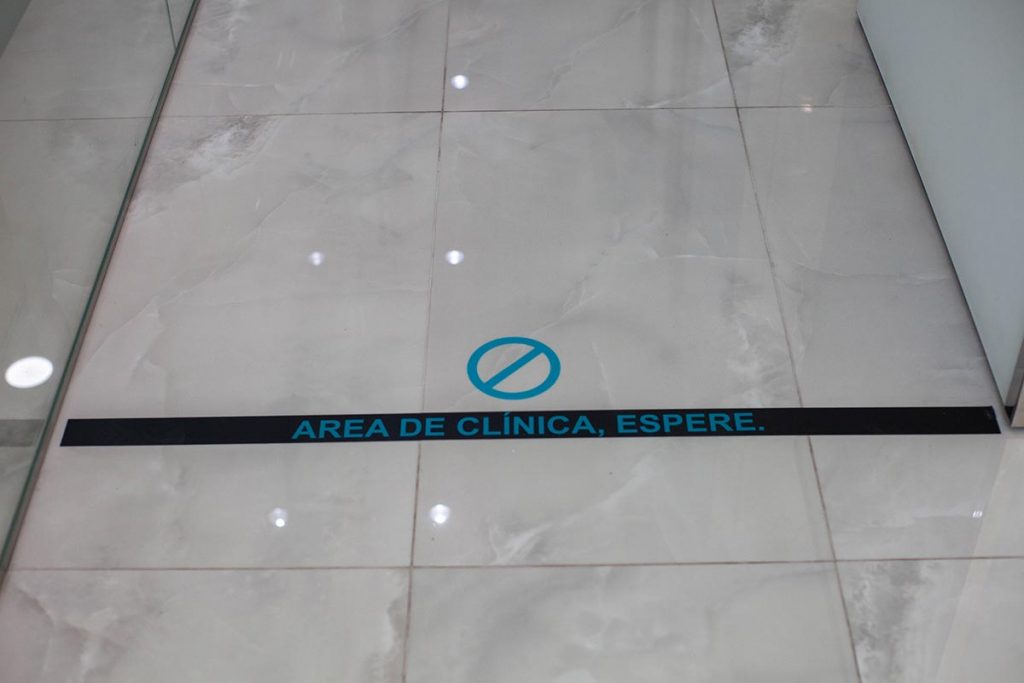 AREA DE CLÍNICA, ESPERE.